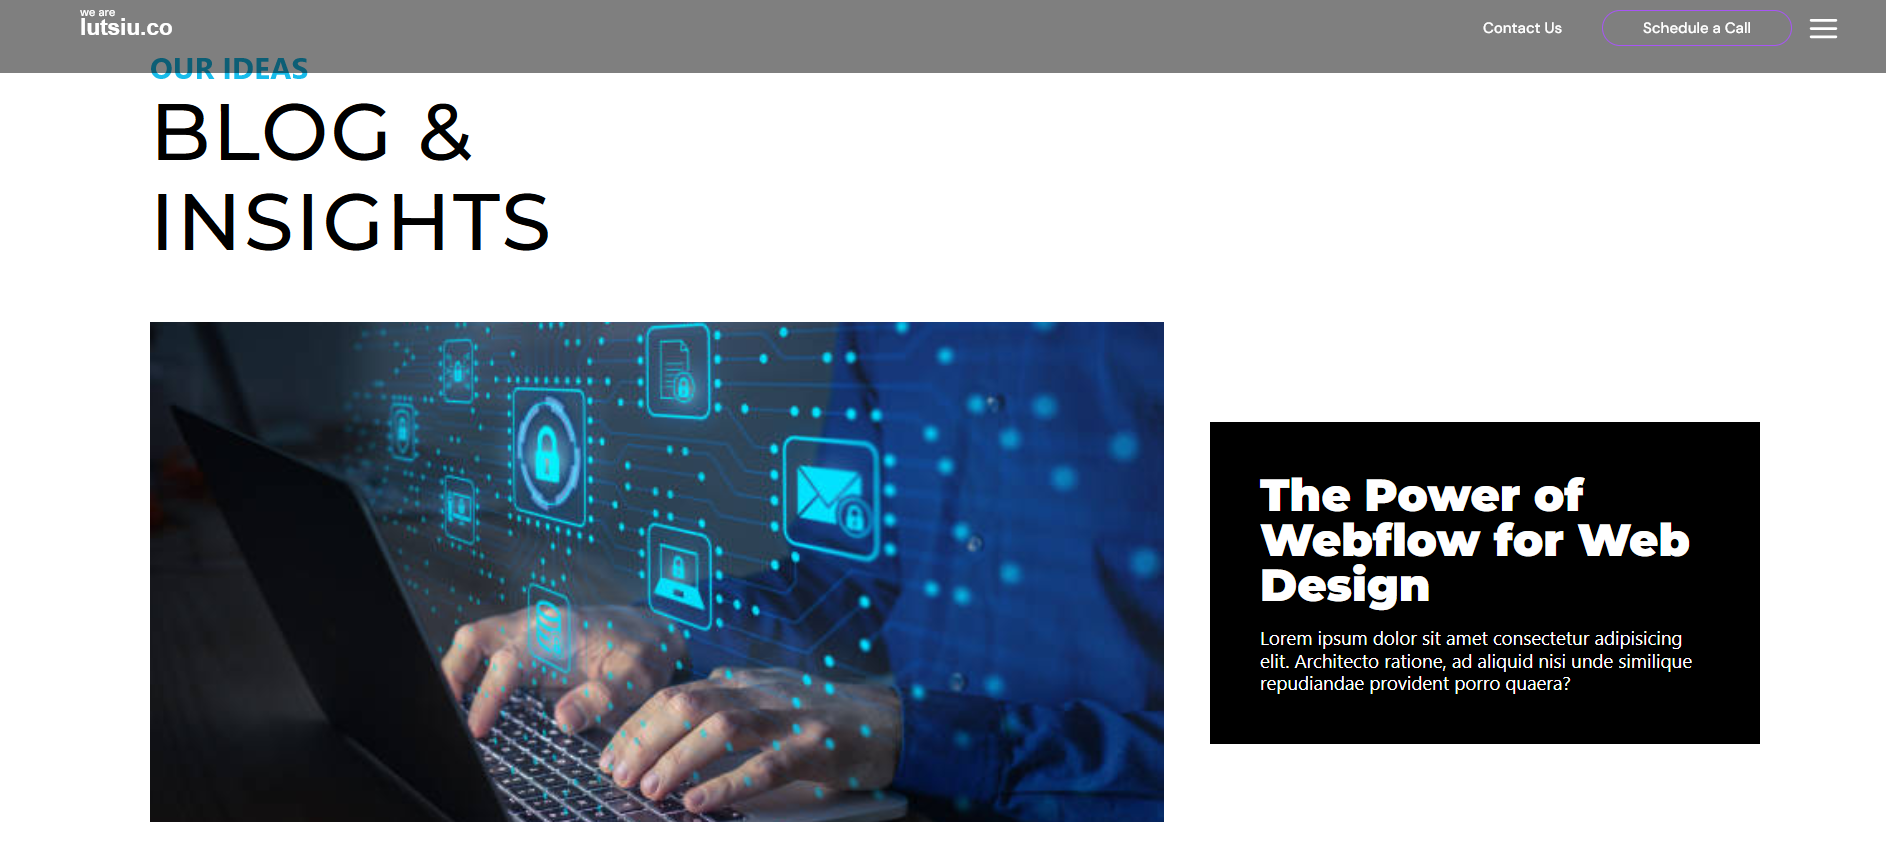 we are
lutsiu.co
Contact Us
Schedule a Call
OUR IDEAS
BLOG &
INSIGHTS
The Power of
Webflow for Web
Design
Lorem ipsum dolor sit amet consectetur adipisicing
elit. Architecto ratione, ad aliquid nisi unde similique
repudiandae provident porro quaera?